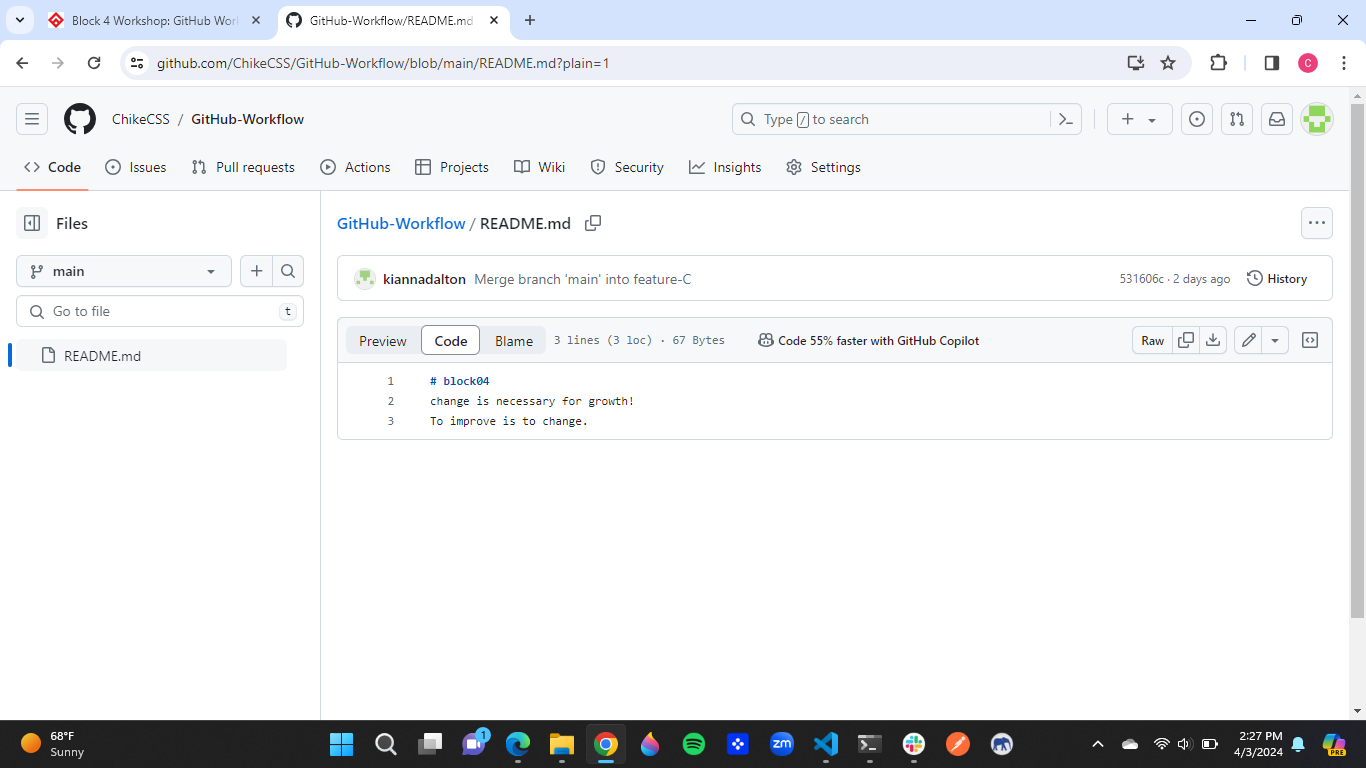 Block 4 Workshop: GitHub Work
GitHub-Workflow/README.md
github.com/ChikeCSS/GitHub-Workflow/blob/main/README.md?plain=1
C
ChikeCSS / GitHub-Workflow
Type / to search
Code Issues Pull requests Actions Projects Wiki Security Insights Settings
Files
GitHub-Workflow / README.md
main
kiannadalton Merge branch 'main' into feature-C 531606c · 2 days ago History
Go to file t
Preview Code Blame 3 lines (3 loc) · 67 Bytes Code 55% faster with GitHub Copilot Raw
README.md
1 # block04
2 change is necessary for growth!
3 To improve is to change.
68°F
Sunny
1
zm
2:27 PM
4/3/2024
PRE